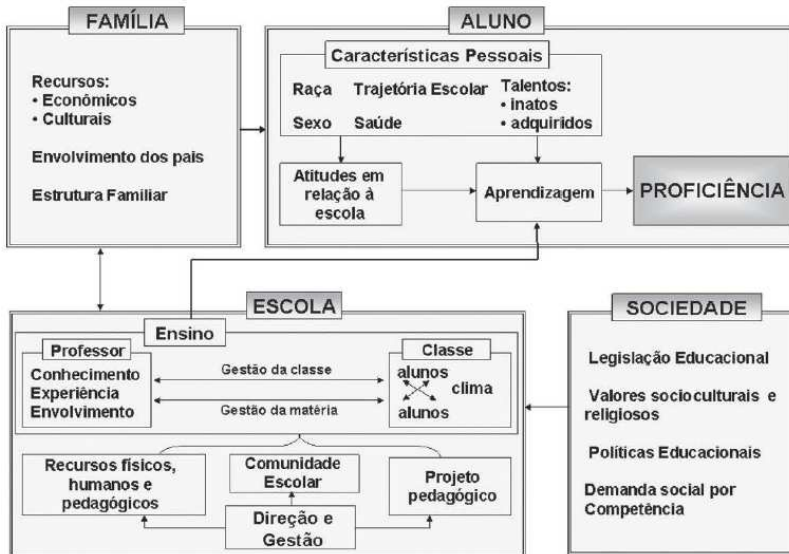 FAMÍLIA
Recursos:
• Econômicos
• Culturais
Envolvimento dos pais
Estrutura Familiar
ALUNO
Características Pessoais
Raça Trajetória Escolar Talentos:
• inatos
Sexo Saúde • adquiridos
Atitudes em
relação à
escola
Aprendizagem
PROFICIÊNCIA
ESCOLA
Ensino
Professor
Conhecimento
Experiência
Envolvimento
Gestão da classe
Gestão da matéria
Classe
alunos
clima
alunos
Recursos físicos,
humanos e
pedagógicos
Comunidade
Escolar
Projeto
pedagógico
Direção e
Gestão
SOCIEDADE
Legislação Educacional
Valores socioculturais e
religiosos
Políticas Educacionais
Demanda social por
Competência